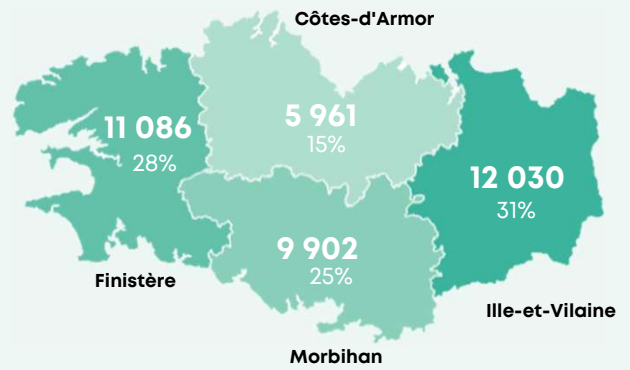 Côtes-d'Armor
11 086
28%
5 961
15%
12 030
31%
9 902
25%
Finistère
Ille-et-Vilaine
Morbihan